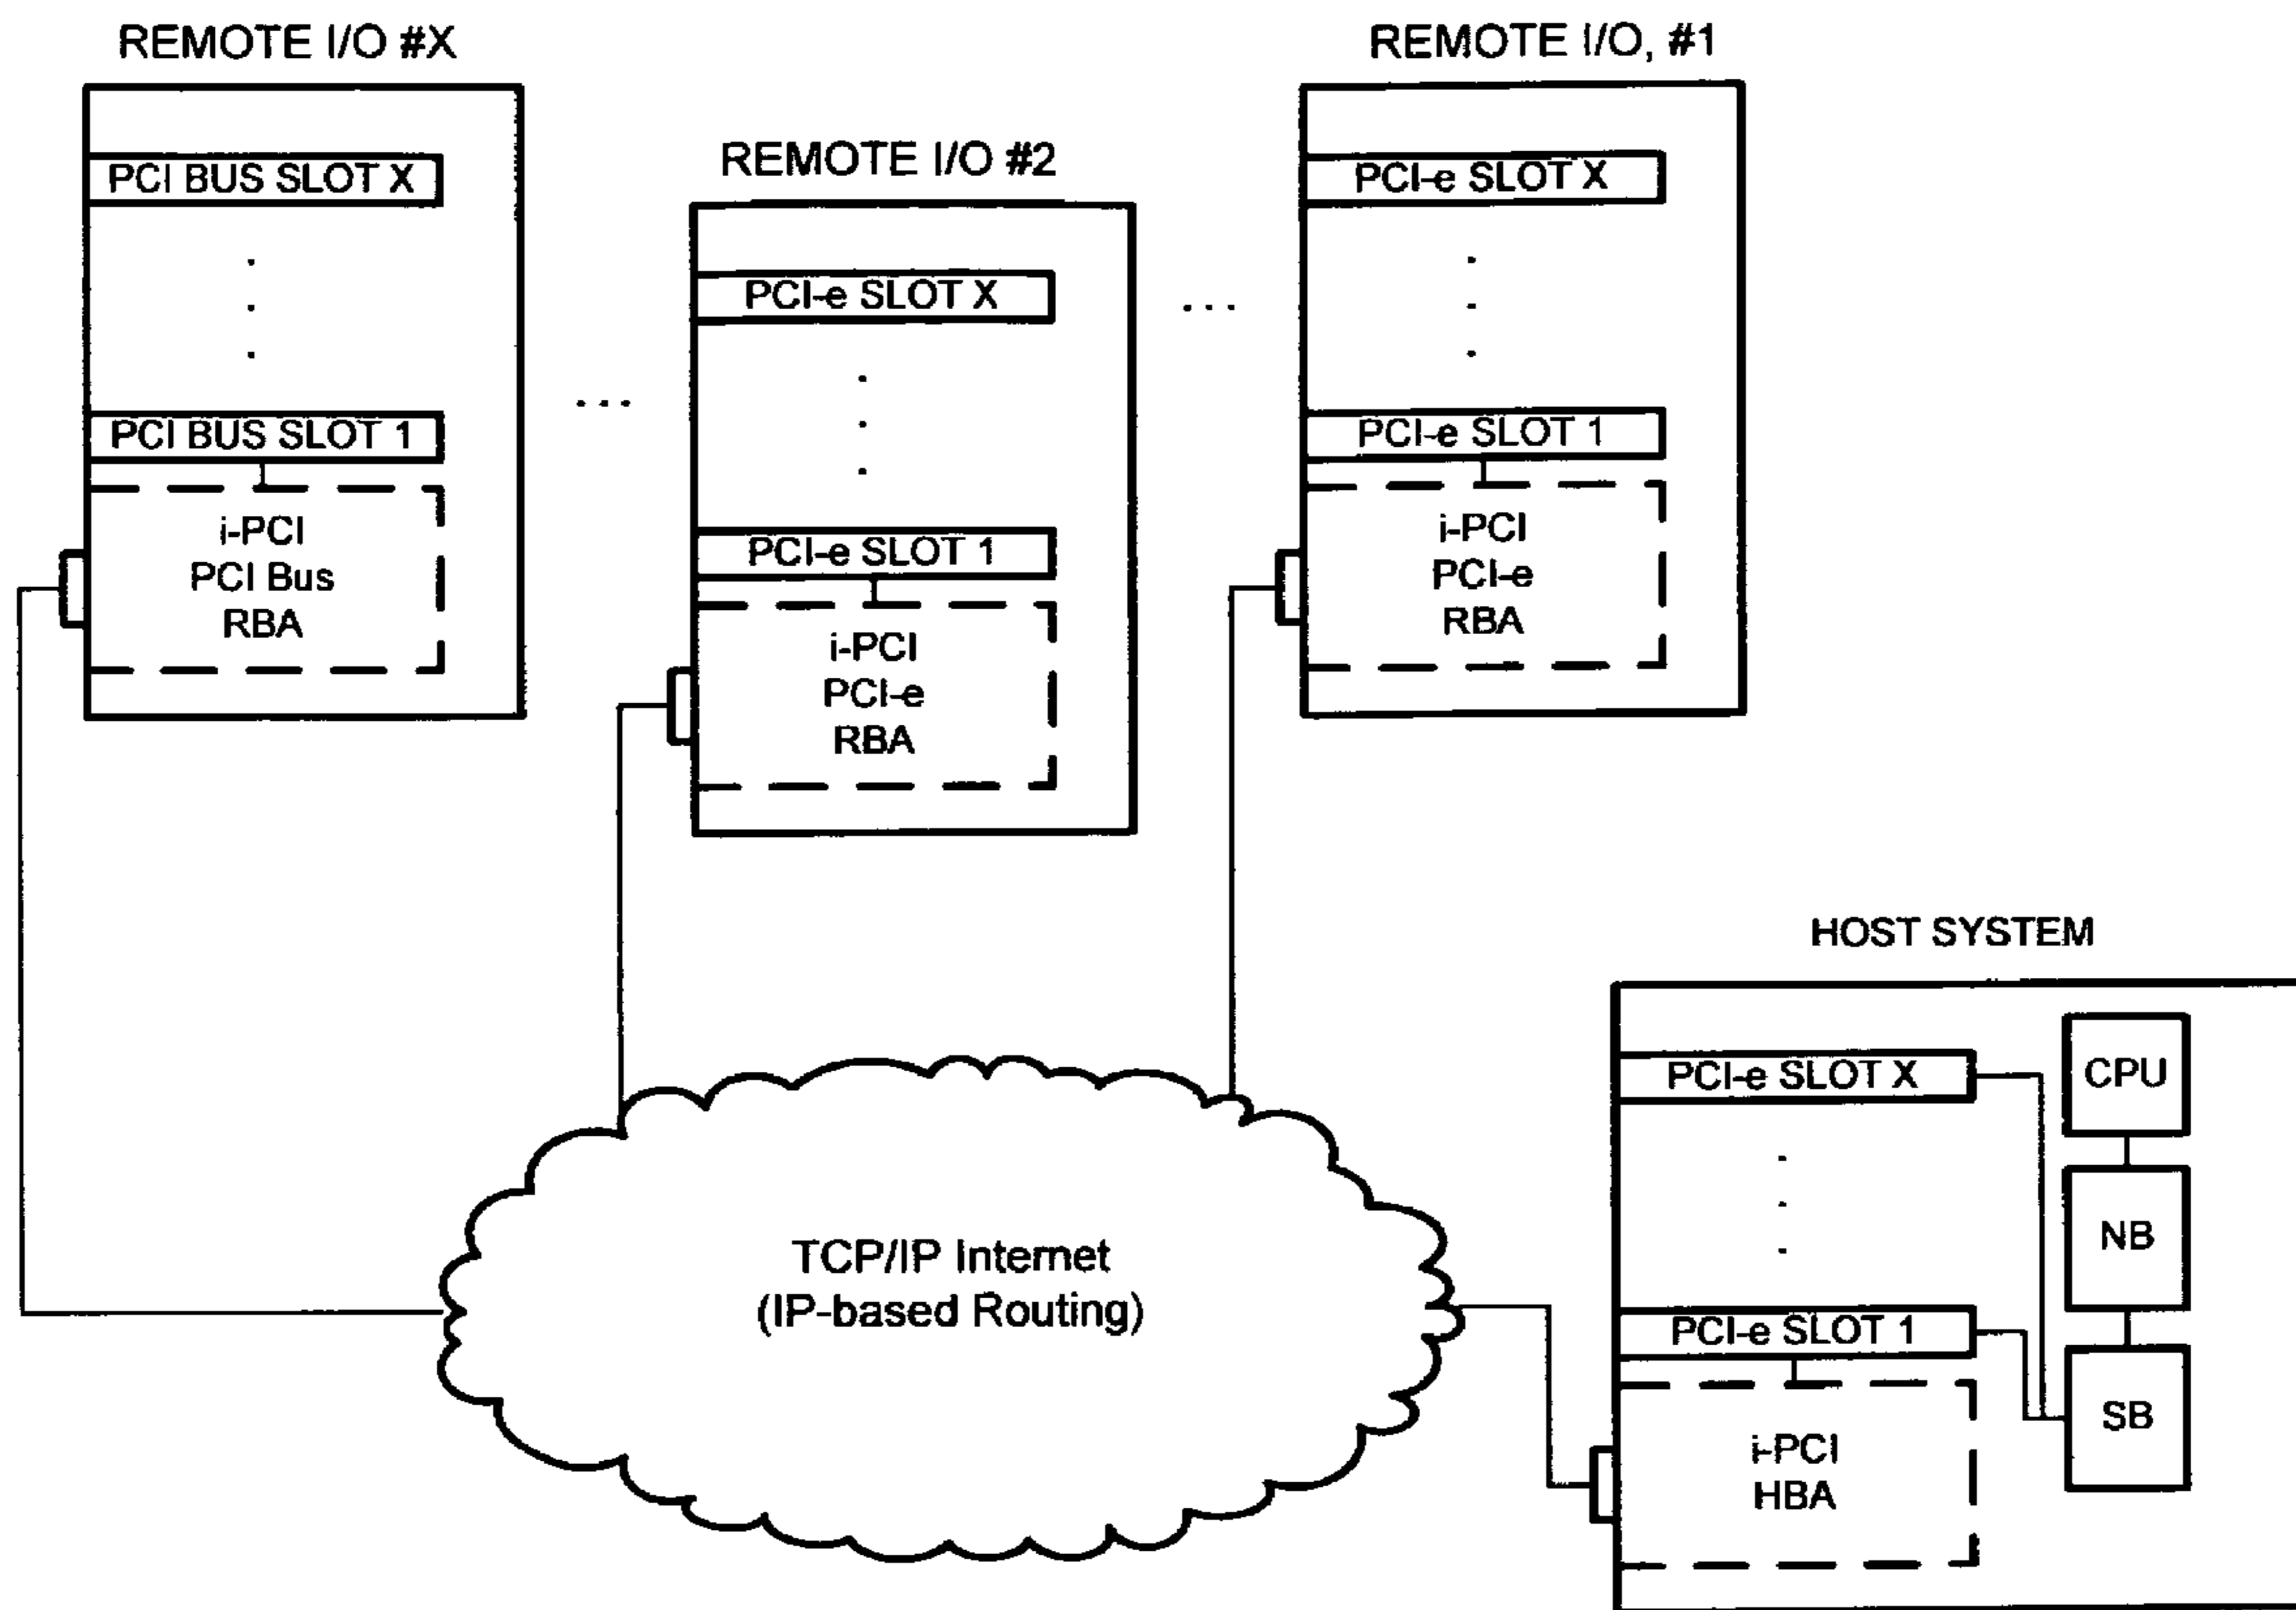 REMOTE I/O #X
PCI BUS SLOT X
PCI BUS SLOT 1
i-PCI
PCI Bus
RBA
REMOTE I/O #2
PCI-e SLOT X
PCI-e SLOT 1
i-PCI
PCI-e
RBA
REMOTE I/O, #1
PCI-e SLOT X
PCI-e SLOT 1
i-PCI
PCI-e
RBA
TCP/IP Internet
(IP-based Routing)
HOST SYSTEM
PCI-e SLOT X
PCI-e SLOT 1
i-PCI
HBA
CPU
NB
SB